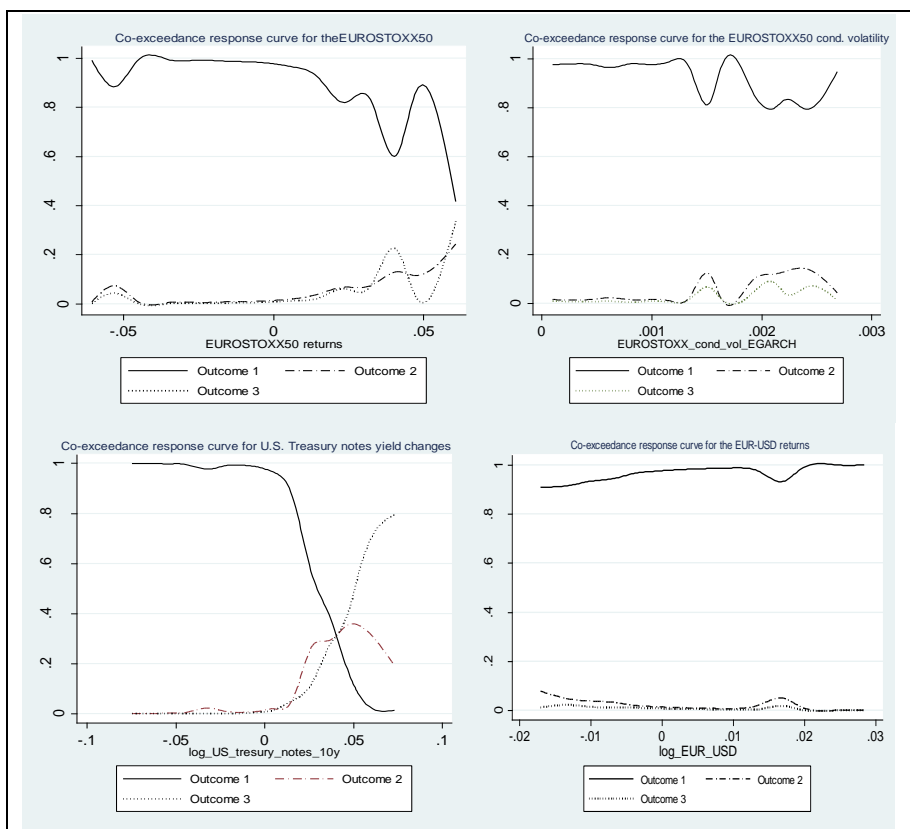 Co-exceedance response curve for theEUROSTOXX50
1
.8
.6
.4
.2
0
-.05
0
.05
EUROSTOXX50 returns
Outcome 1
Outcome 2
Outcome 3
Co-exceedance response curve for the EUROSTOXX50 cond. volatility
1
.8
.6
.4
.2
0
0
.001
.002
.003
EUROSTOXX_cond_vol_EGARCH
Outcome 1
Outcome 2
Outcome 3
Co-exceedance response curve for U.S. Treasury notes yield changes
1
.8
.6
.4
.2
0
-.1
-.05
0
.05
.1
log_US_tresury_notes_10y
Outcome 1
Outcome 2
Outcome 3
Co-exceedance response curve for the EUR-USD returns
1
.8
.6
.4
.2
0
-.02
-.01
0
.01
.02
.03
log_EUR_USD
Outcome 1
Outcome 2
Outcome 3